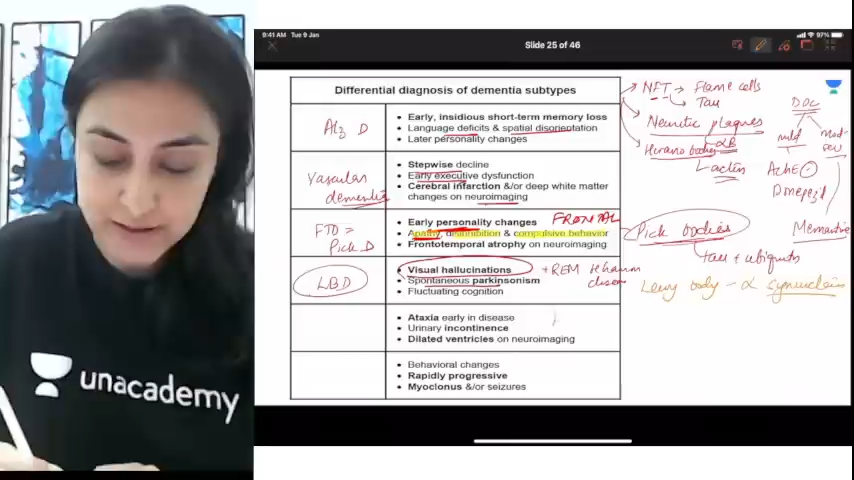 9:41 AM Tue 9 Jan
97%
Slide 25 of 46
Differential diagnosis of dementia subtypes
Alz D
• Early, insidious short-term memory loss
• Language deficits & spatial disorientation
• Later personality changes
Vascular
dementia
• Stepwise decline
• Early executive dysfunction
• Cerebral infarction &/or deep white matter
changes on neuroimaging
FTD =
Pick D
• Early personality changes
FRONTAL
• Apathy, disinhibition & compulsive behavior
• Frontotemporal atrophy on neuroimaging
LBD
• Visual hallucinations
• Spontaneous parkinsonism
• Fluctuating cognition
+ REM
• Ataxia early in disease
• Urinary incontinence
• Dilated ventricles on neuroimaging
• Behavioral changes
• Rapidly progressive
• Myoclonus &/or seizures
NFT → Flame cells
Tau
Neuritic plaques
Hirano bodies
actin
DOC
mild
mod-
sev
AchE
Donepezil
Memantine
Pick bodies
tau + ubiquitin
Lewy body - α synuclein
unacademy